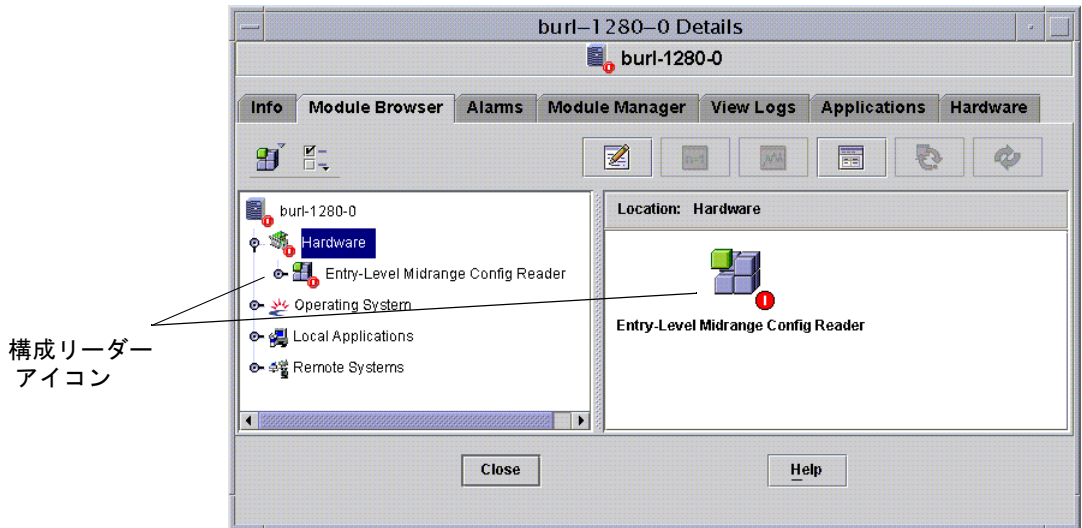 burl–1280–0 Details
burl-1280-0
Info Module Browser Alarms Module Manager View Logs Applications Hardware
burl-1280-0
Hardware
Entry-Level Midrange Config Reader
Operating System
Local Applications
Remote Systems
Location: Hardware
Entry-Level Midrange Config Reader
構成リーダー
アイコン
Close Help